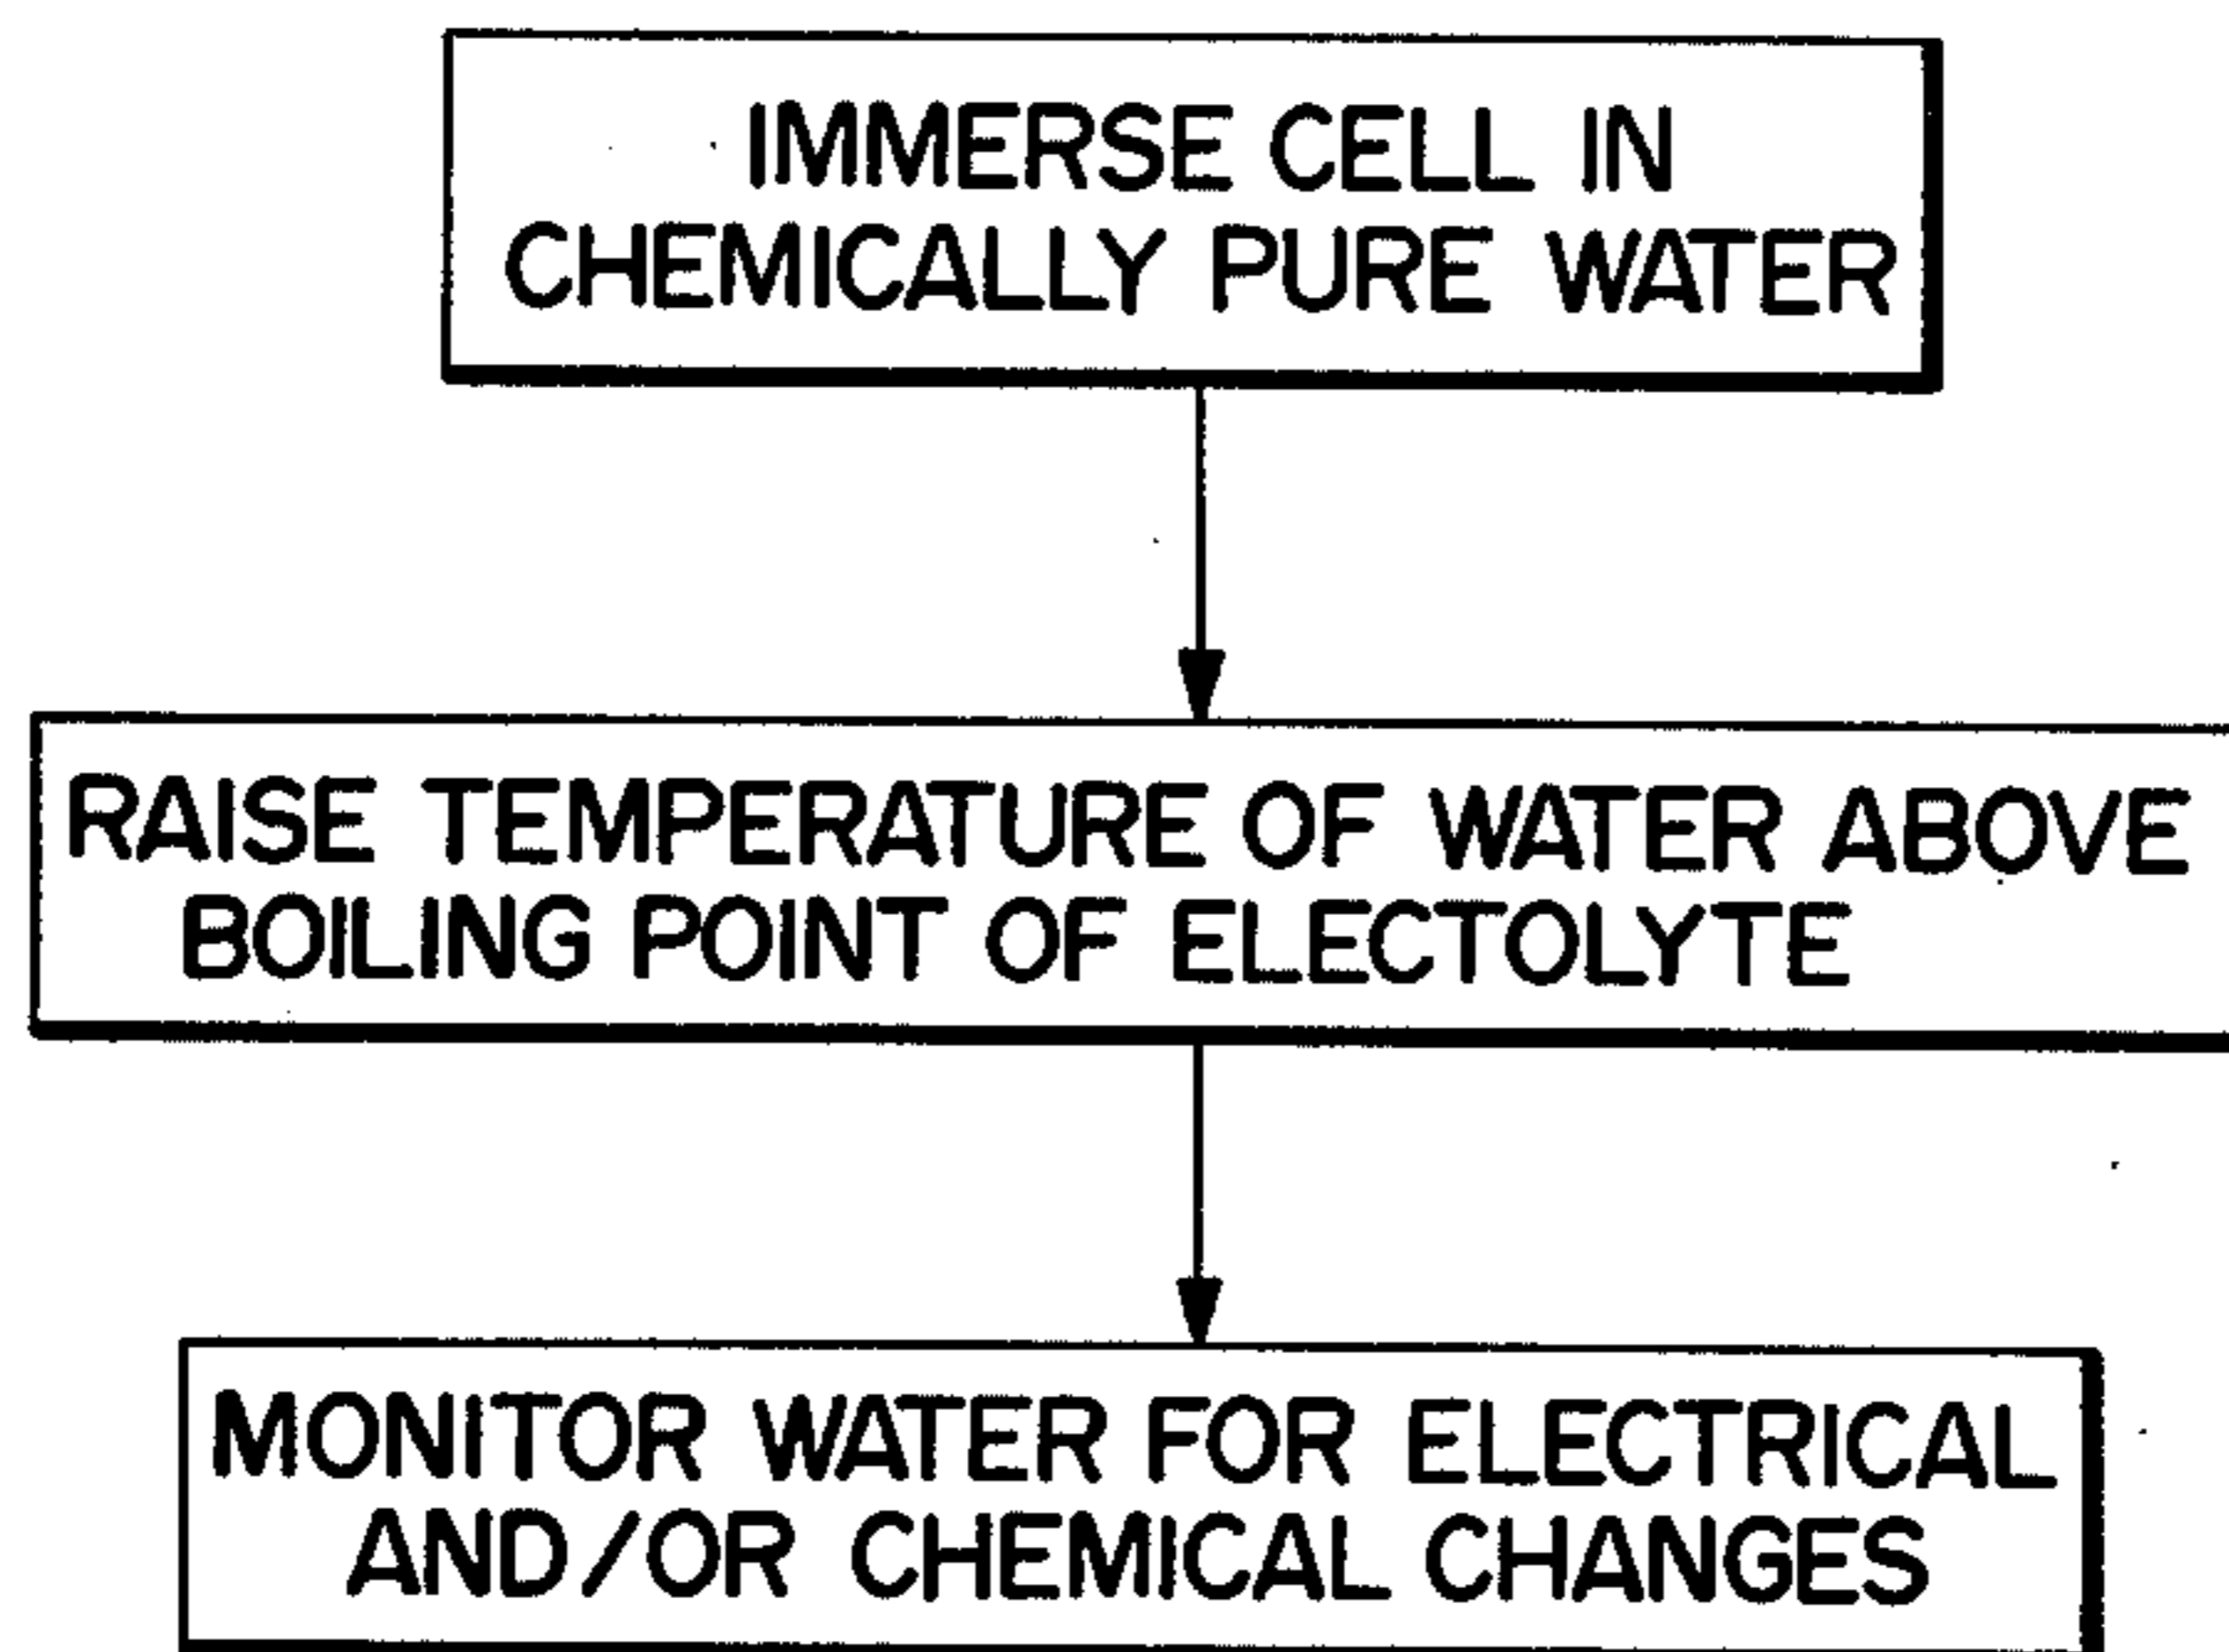 IMMERSE CELL IN
CHEMICALLY PURE WATER
RAISE TEMPERATURE OF WATER ABOVE
BOILING POINT OF ELECTOLYTE
MONITOR WATER FOR ELECTRICAL
AND/OR CHEMICAL CHANGES